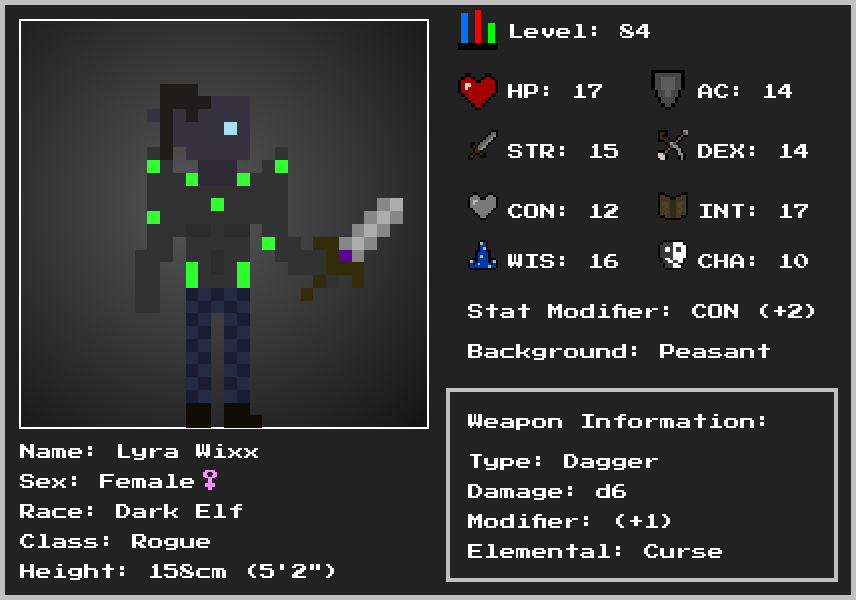 Level: 84
HP: 17
AC: 14
STR: 15
DEX: 14
CON: 12
INT: 17
WIS: 16
CHA: 10
Stat Modifier: CON (+2)
Background: Peasant
Weapon Information:
Type: Dagger
Damage: d6
Modifier: (+1)
Elemental: Curse
Name: Lyra Wixx
Sex: Female♀
Race: Dark Elf
Class: Rogue
Height: 158cm (5'2")